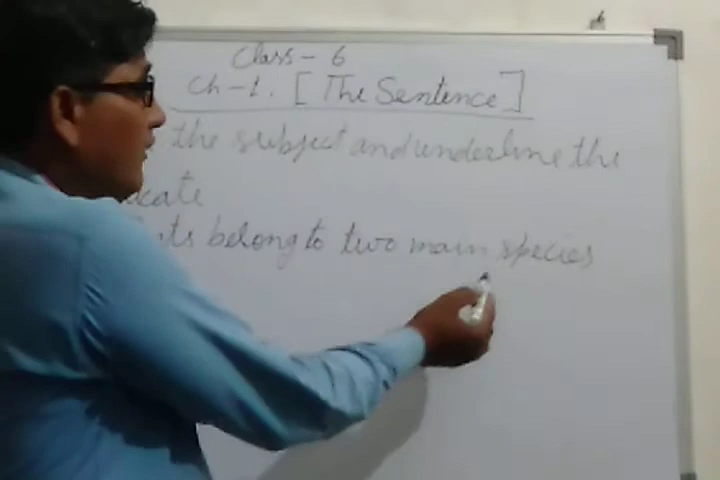 Class - 6
Ch-1. [The Sentence]
the subject and underline the
cate
ts belong to two main species